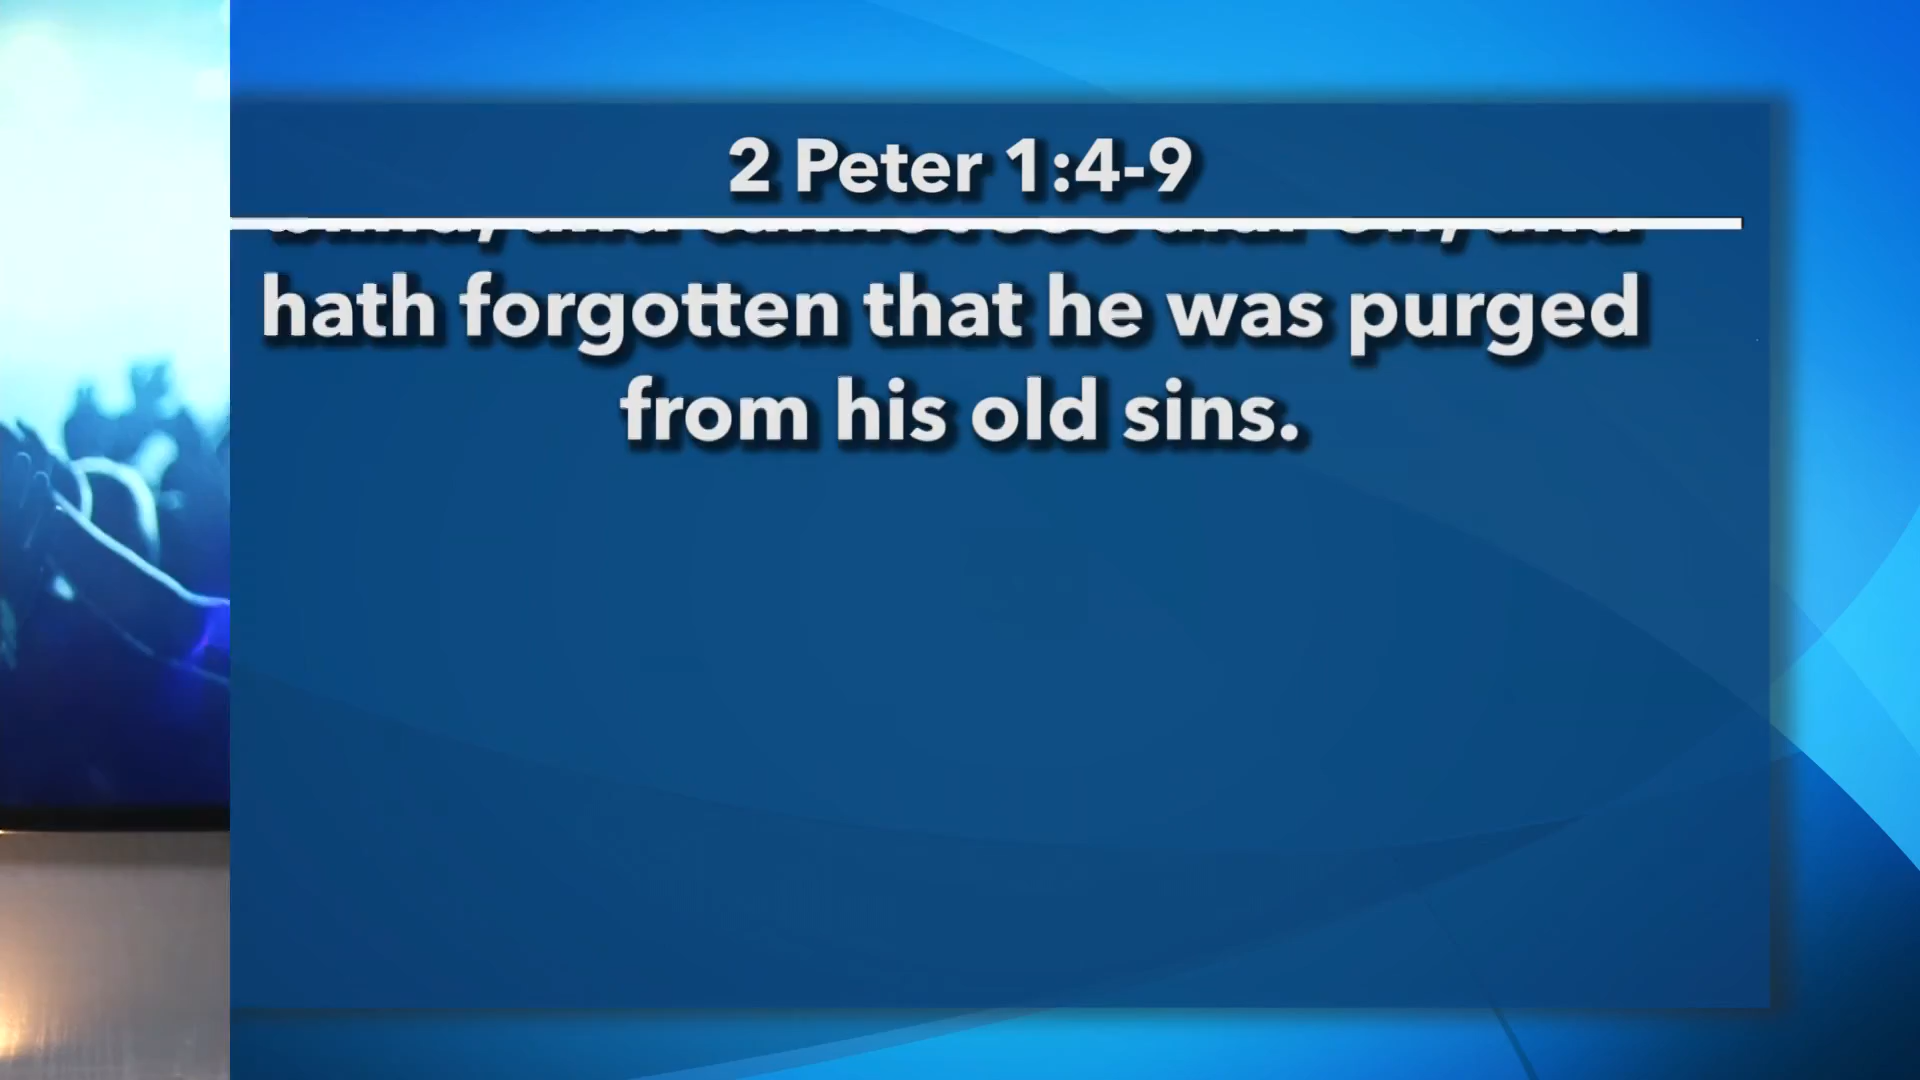 2 Peter 1:4-9
hath forgotten that he was purged
from his old sins.